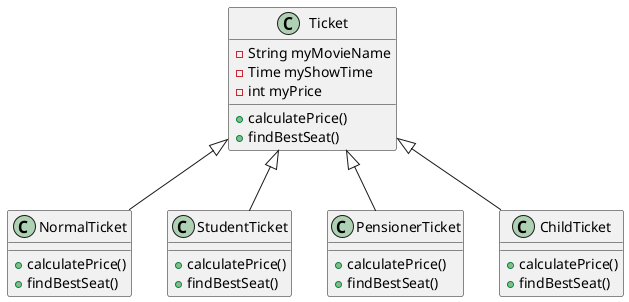 C Ticket
String myMovieName
Time myShowTime
int myPrice
calculatePrice()
findBestSeat()
C NormalTicket
calculatePrice()
findBestSeat()
C StudentTicket
calculatePrice()
findBestSeat()
C PensionerTicket
calculatePrice()
findBestSeat()
C ChildTicket
calculatePrice()
findBestSeat()